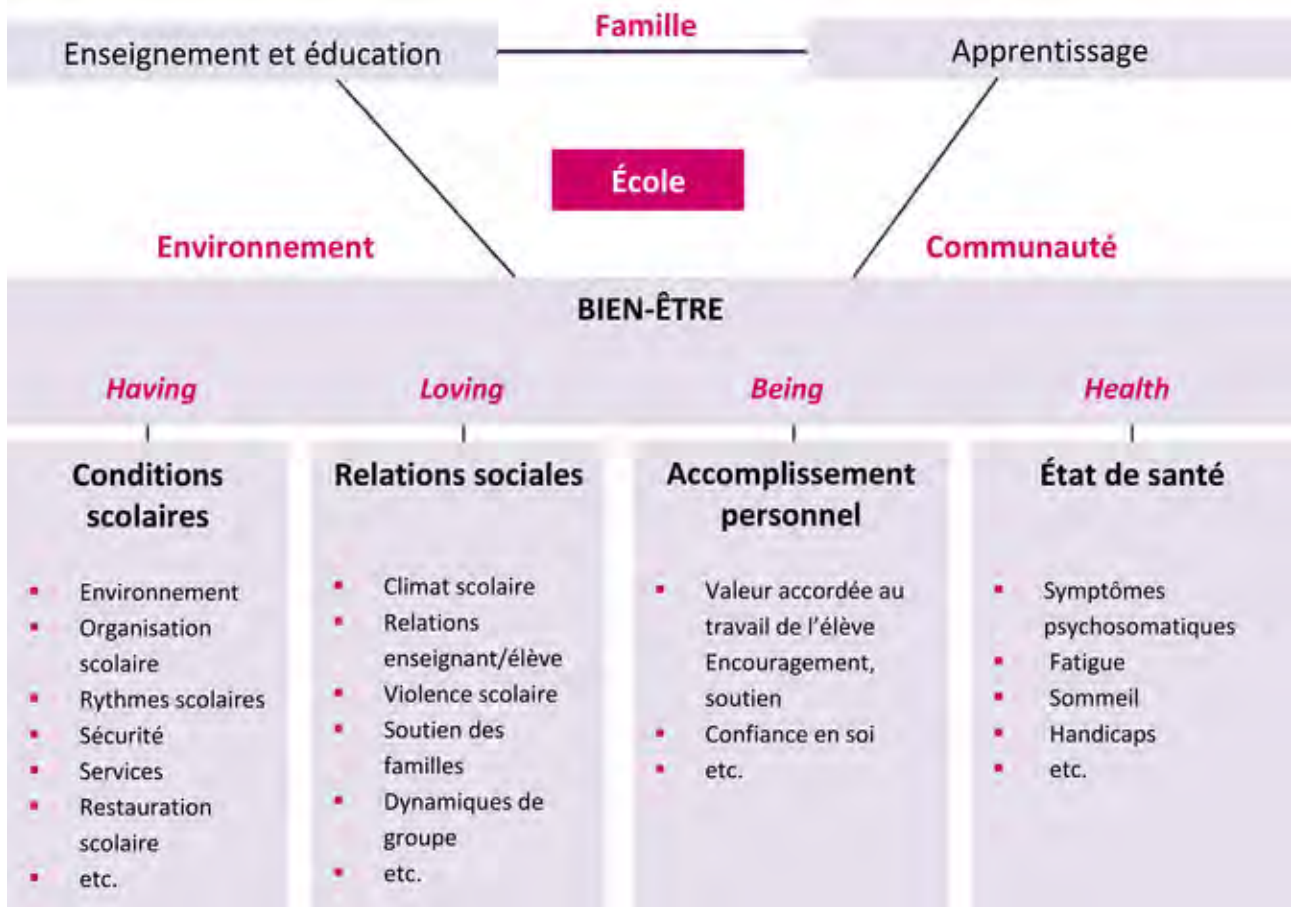 Famille
Enseignement et éducation
Apprentissage
École
Environnement
Communauté
BIEN-ÊTRE
Having
Loving
Being
Health
Conditions
scolaires
▪ Environnement
▪ Organisation
scolaire
▪ Rythmes scolaires
▪ Sécurité
▪ Services
▪ Restauration
scolaire
▪ etc.
Relations sociales
▪ Climat scolaire
▪ Relations
enseignant/élève
▪ Violence scolaire
▪ Soutien des
familles
▪ Dynamiques de
groupe
▪ etc.
Accomplissement
personnel
▪ Valeur accordée au
travail de l’élève
Encouragement,
soutien
▪ Confiance en soi
▪ etc.
État de santé
▪ Symptômes
psychosomatiques
▪ Fatigue
▪ Sommeil
▪ Handicaps
▪ etc.